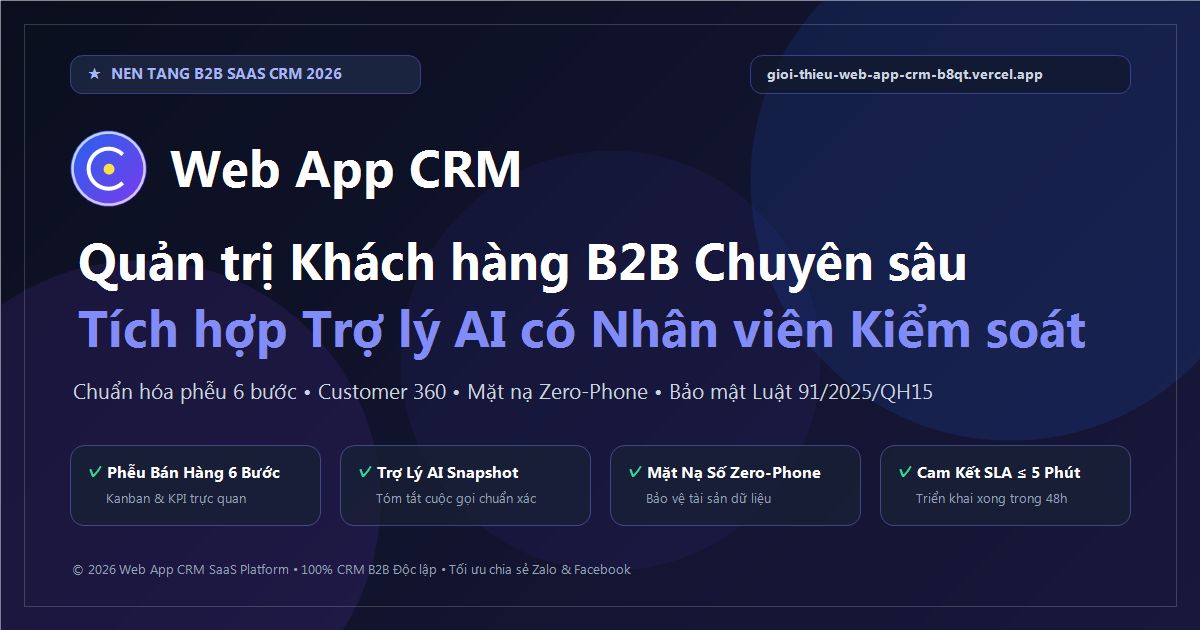 ★ NEN TANG B2B SAAS CRM 2026
gioi-thieu-web-app-crm-b8qt.vercel.app
Web App CRM
Quản trị Khách hàng B2B Chuyên sâu
Tích hợp Trợ lý AI có Nhân viên Kiểm soát
Chuẩn hóa phễu 6 bước • Customer 360 • Mặt nạ Zero-Phone • Bảo mật Luật 91/2025/QH15
✓ Phễu Bán Hàng 6 Bước
Kanban & KPI trực quan
✓ Trợ Lý AI Snapshot
Tóm tắt cuộc gọi chuẩn xác
✓ Mặt Nạ Số Zero-Phone
Bảo vệ tài sản dữ liệu
✓ Cam Kết SLA ≤ 5 Phút
Triển khai xong trong 48h
© 2026 Web App CRM SaaS Platform • 100% CRM B2B Độc lập • Tối ưu chia sẻ Zalo & Facebook